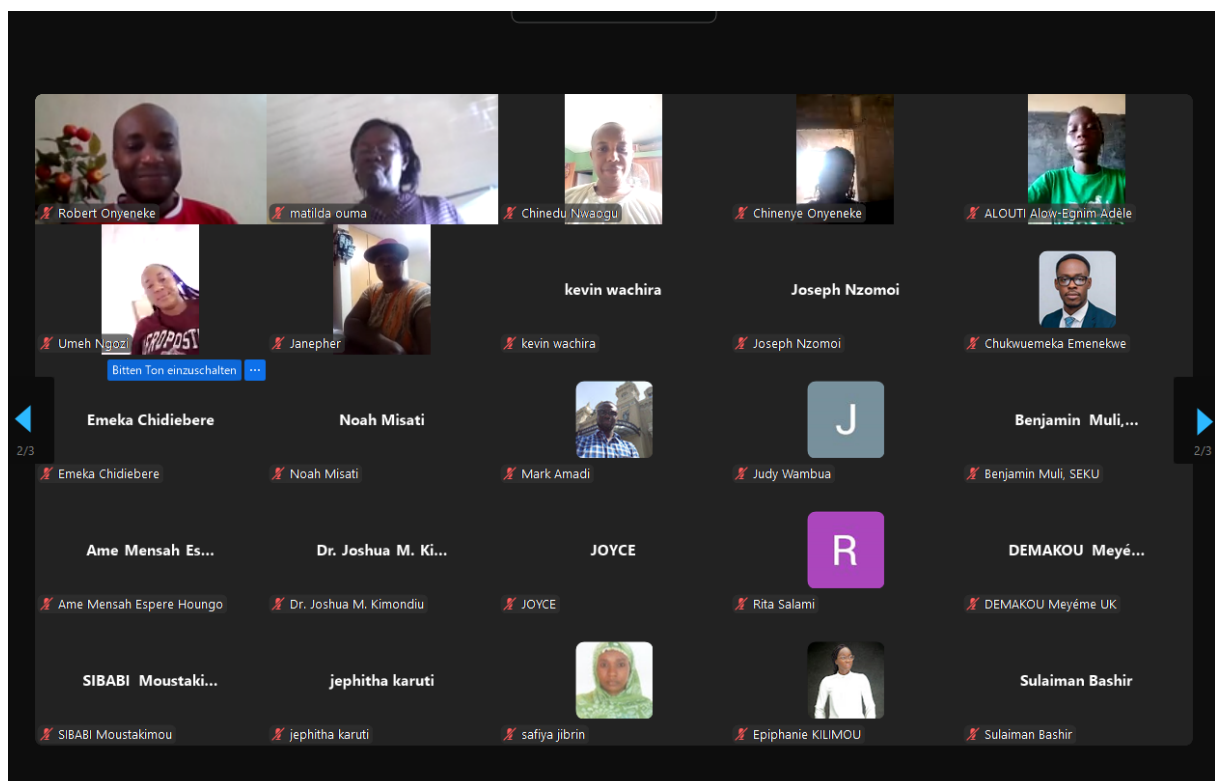 Robert Onyeneke
matilda ouma
Chinedu Nwaogu
Chinenye Onyeneke
ALOUTI Alow-Egnim Adèle
kevin wachira
Joseph Nzomoi
Umeh Ngozi
Janepher
kevin wachira
Joseph Nzomoi
Chukwuemeka Emenekwe
Bitten Ton einzuschalten ...
Emeka Chidiebere
Noah Misati
J
Benjamin Muli,...
2/3
2/3
Emeka Chidiebere
Noah Misati
Mark Amadi
Judy Wambua
Benjamin Muli, SEKU
Ame Mensah Es...
Dr. Joshua M. Ki...
JOYCE
R
DEMAKOU Meyé...
Ame Mensah Espere Houngo
Dr. Joshua M. Kimondiu
JOYCE
Rita Salami
DEMAKOU Meyéme UK
SIBABI Moustaki...
jephitha karuti
Sulaiman Bashir
SIBABI Moustakimou
jephitha karuti
safiya jibrin
Epiphanie KILIMOU
Sulaiman Bashir